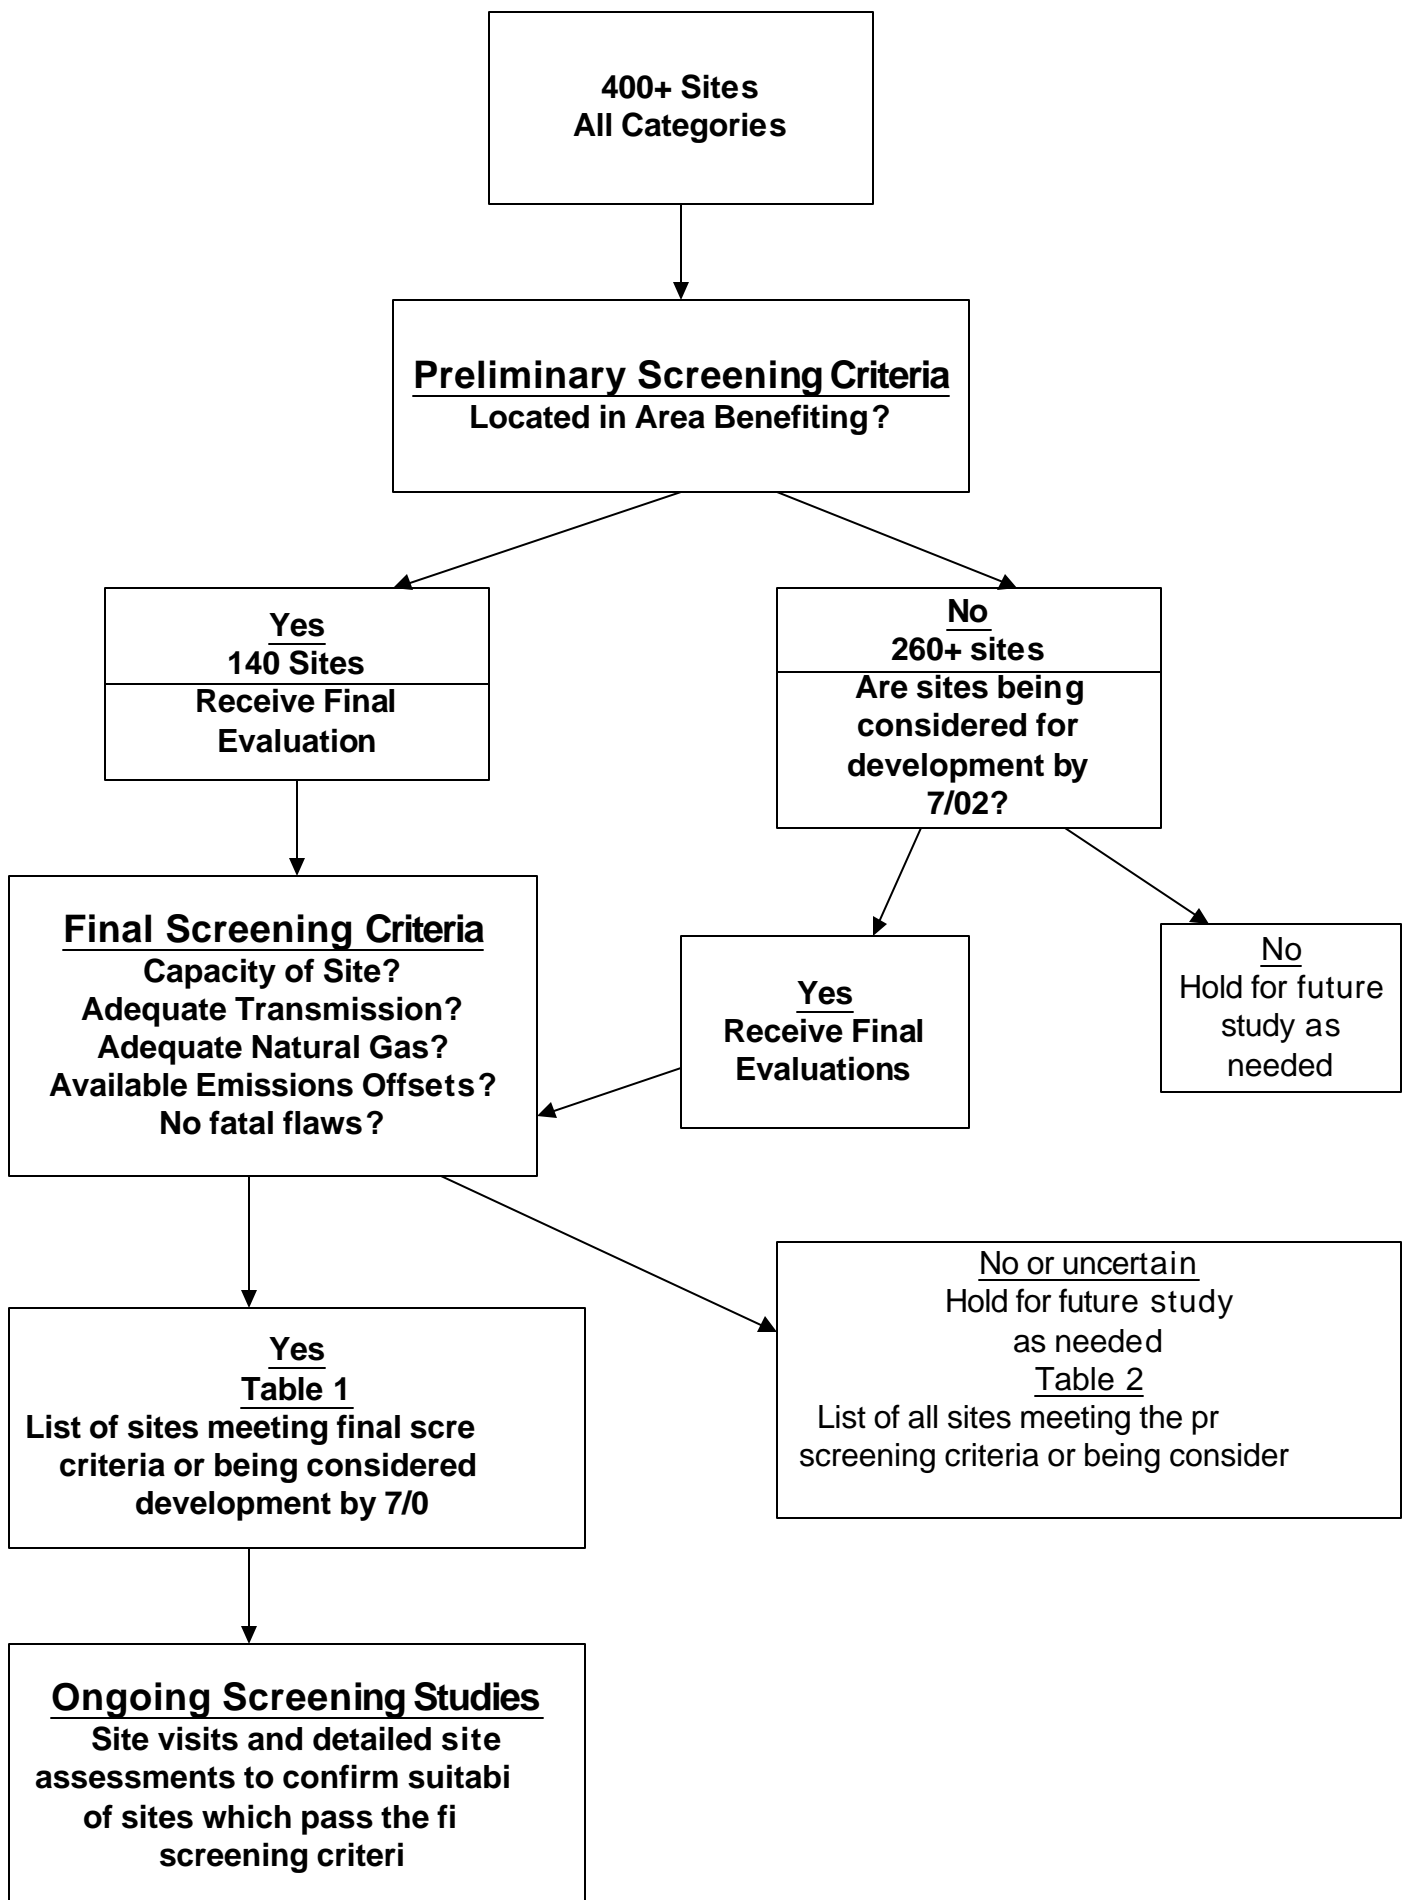 400+ Sites
All Categories
Preliminary Screening Criteria
Located in Area Benefiting?
Yes
140 Sites
Receive Final
Evaluation
No
260+ sites
Are sites being
considered for
development by
7/02?
Final Screening Criteria
Capacity of Site?
Adequate Transmission?
Adequate Natural Gas?
Available Emissions Offsets?
No fatal flaws?
Yes
Receive Final
Evaluations
No
Hold for future
study as
needed
Yes
Table 1
List of sites meeting final scre
criteria or being considered
development by 7/0
No or uncertain
Hold for future study
as needed
Table 2
List of all sites meeting the pr
screening criteria or being consider
Ongoing Screening Studies
Site visits and detailed site
assessments to confirm suitabi
of sites which pass the fi
screening criteri